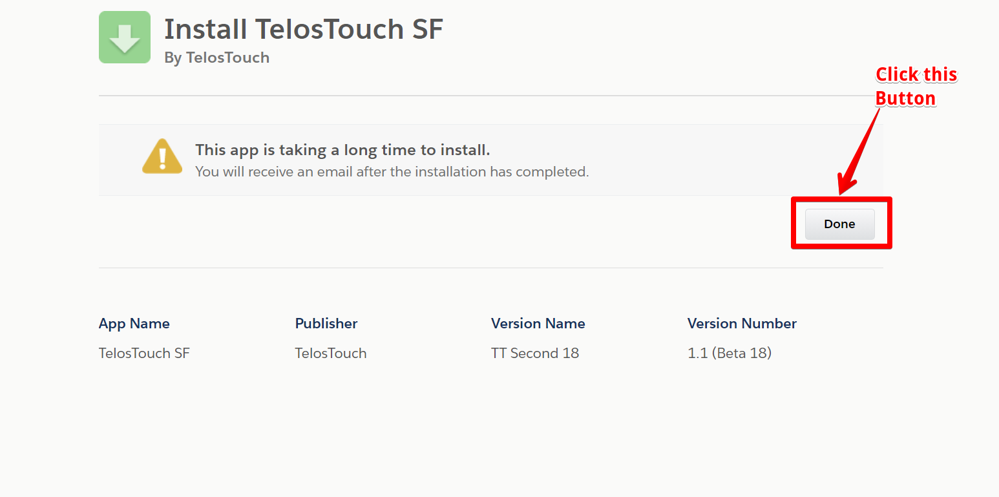 Install TelosTouch SF
By TelosTouch
Click this
Button
This app is taking a long time to install.
You will receive an email after the installation has completed.
Done
App Name
Publisher
Version Name
Version Number
TelosTouch SF
TelosTouch
TT Second 18
1.1 (Beta 18)